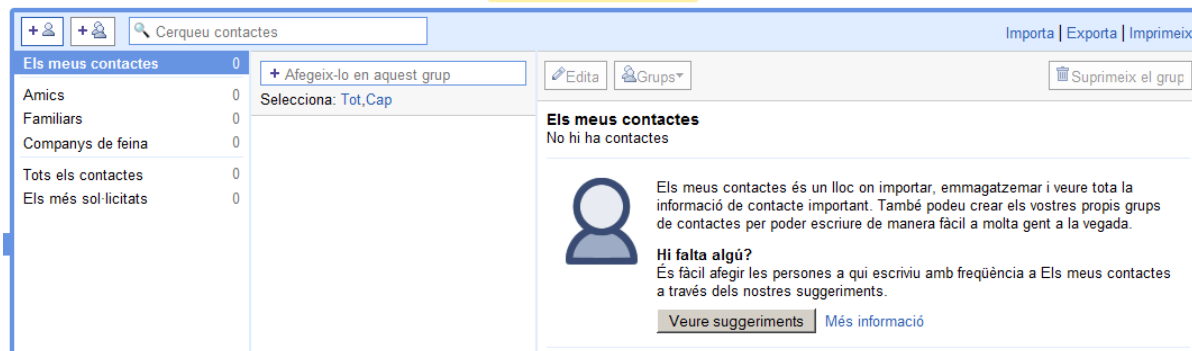 Cerqueu contactes
Importa | Exporta | Imprimeix
Els meus contactes 0
Amics 0
Familiars 0
Companys de feina 0
Tots els contactes 0
Els més sol·licitats 0
+ Afegeix-lo en aquest grup
Selecciona: Tot,Cap
Edita
Grups
Suprimeix el grup
Els meus contactes
No hi ha contactes
Els meus contactes és un lloc on importar, emmagatzemar i veure tota la
informació de contacte important. També podeu crear els vostres propis grups
de contactes per poder escriure de manera fàcil a molta gent a la vegada.
Hi falta algú?
És fàcil afegir les persones a qui escriviu amb freqüència a Els meus contactes
a través dels nostres suggeriments.
Veure suggeriments
Més informació